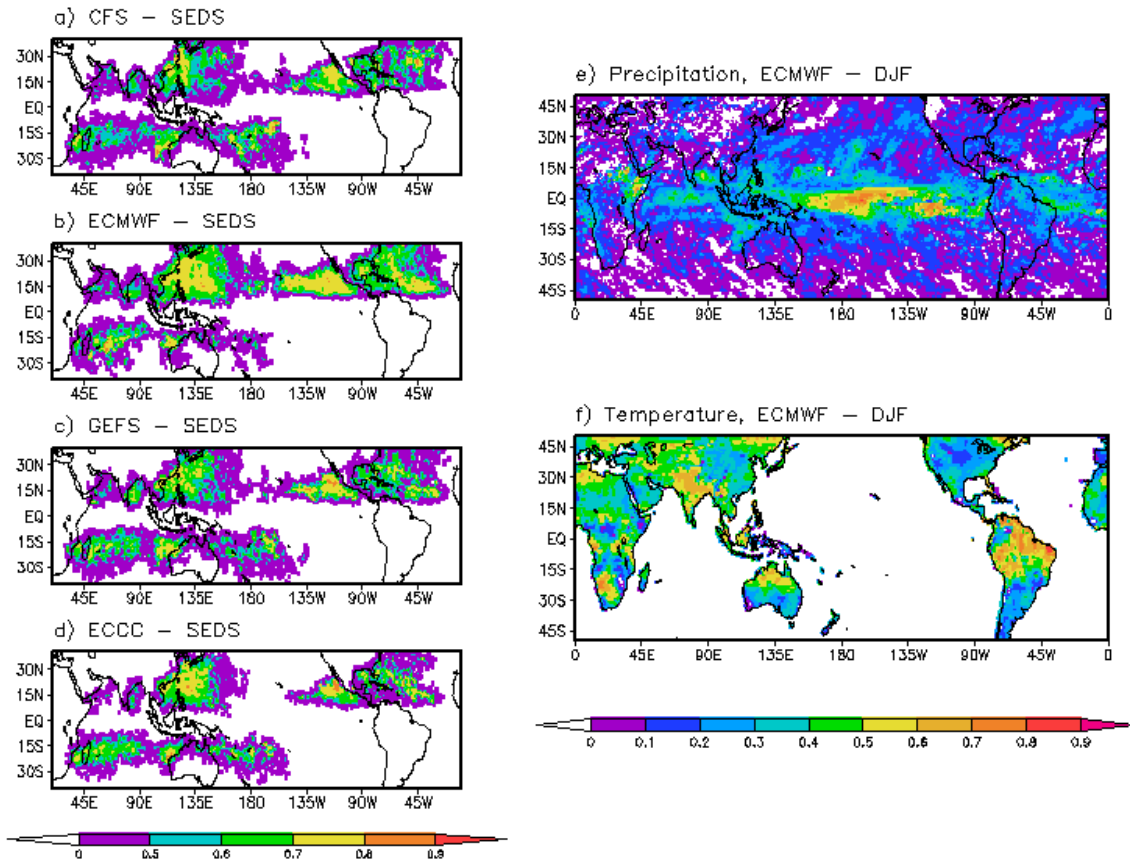 a) CFS – SEDS
30N
15N
EQ
15S
30S
45E 90E 135E 180 135W 90W 45W
b) ECMWF – SEDS
30N
15N
EQ
15S
30S
45E 90E 135E 180 135W 90W 45W
c) GEFS – SEDS
30N
15N
EQ
15S
30S
45E 90E 135E 180 135W 90W 45W
d) ECCC – SEDS
30N
15N
EQ
15S
30S
45E 90E 135E 180 135W 90W 45W
0 0.5 0.6 0.7 0.8 0.9
e) Precipitation, ECMWF – DJF
45N
30N
15N
EQ
15S
30S
45S
0 45E 90E 135E 180 135W 90W 45W 0
f) Temperature, ECMWF – DJF
45N
30N
15N
EQ
15S
30S
45S
0 45E 90E 135E 180 135W 90W 45W 0
0 0.1 0.2 0.3 0.4 0.5 0.6 0.7 0.8 0.9